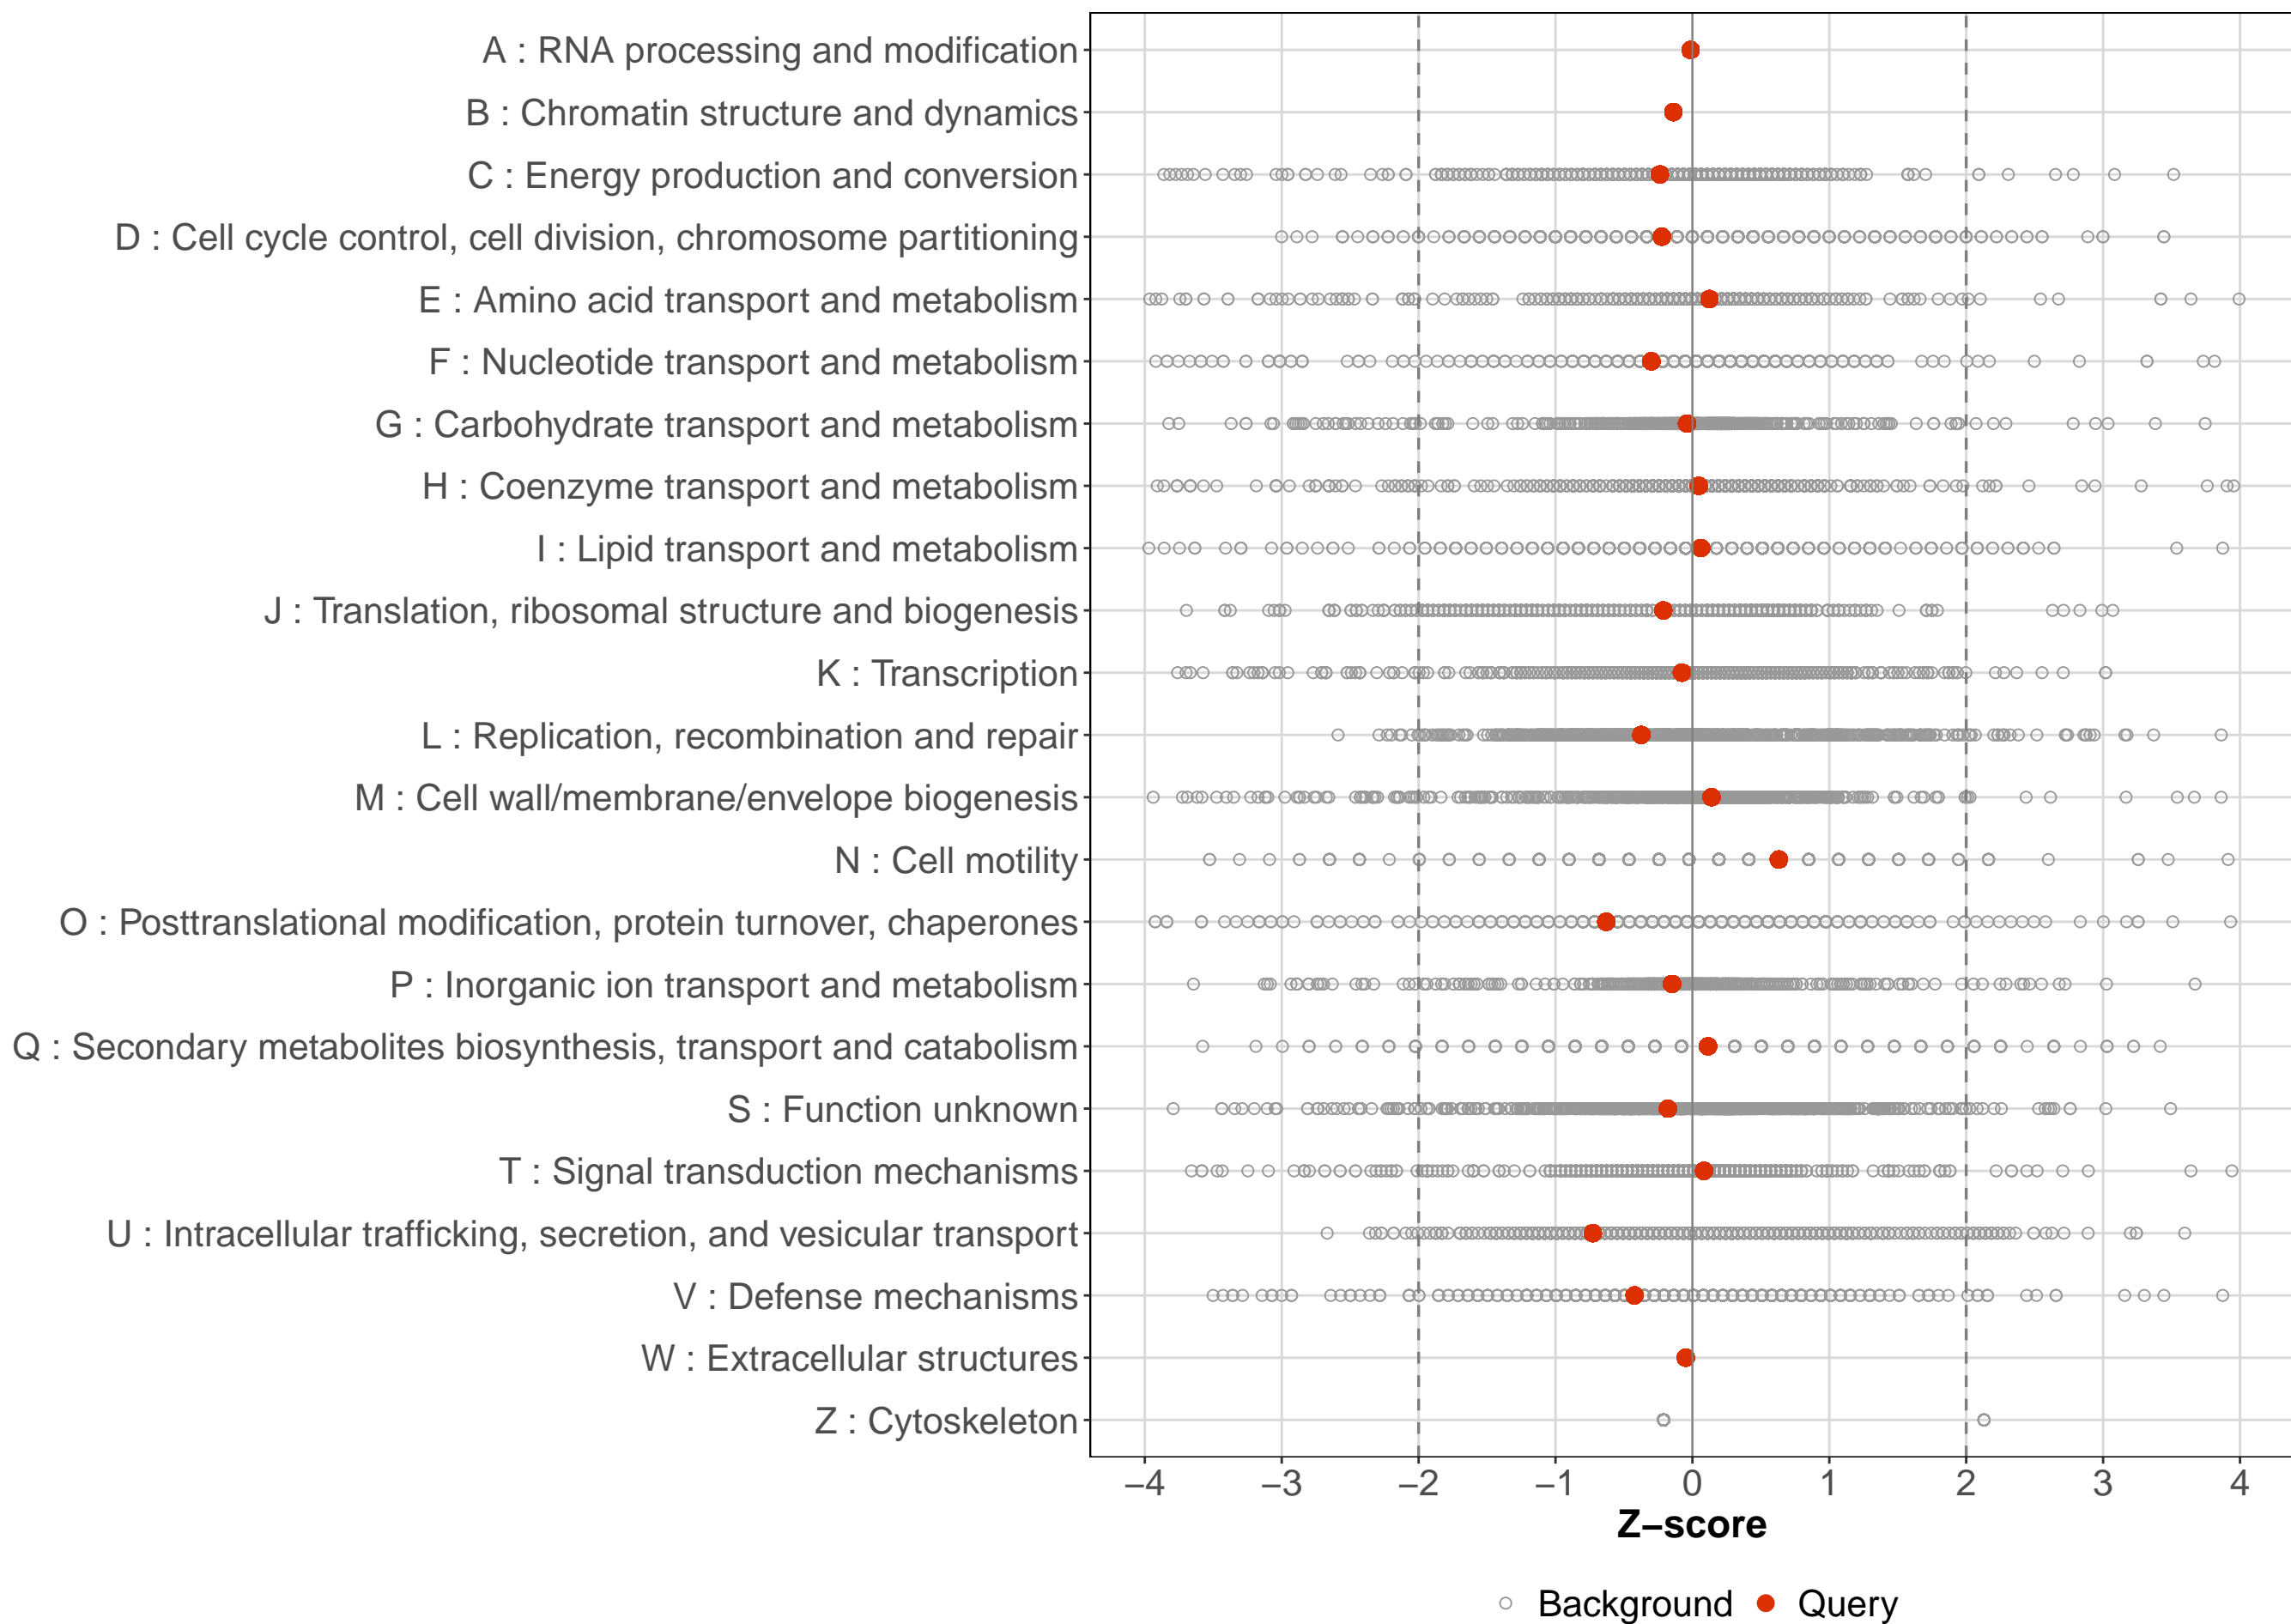 A : RNA processing and modification
B : Chromatin structure and dynamics
C : Energy production and conversion
D : Cell cycle control, cell division, chromosome partitioning
E : Amino acid transport and metabolism
F : Nucleotide transport and metabolism
G : Carbohydrate transport and metabolism
H : Coenzyme transport and metabolism
I : Lipid transport and metabolism
J : Translation, ribosomal structure and biogenesis
K : Transcription
L : Replication, recombination and repair
M : Cell wall/membrane/envelope biogenesis
N : Cell motility
O : Posttranslational modification, protein turnover, chaperones
P : Inorganic ion transport and metabolism
Q : Secondary metabolites biosynthesis, transport and catabolism
S : Function unknown
T : Signal transduction mechanisms
U : Intracellular trafficking, secretion, and vesicular transport
V : Defense mechanisms
W : Extracellular structures
Z : Cytoskeleton
−4 −3 −2 −1 0 1 2 3 4
Z−score
Background Query